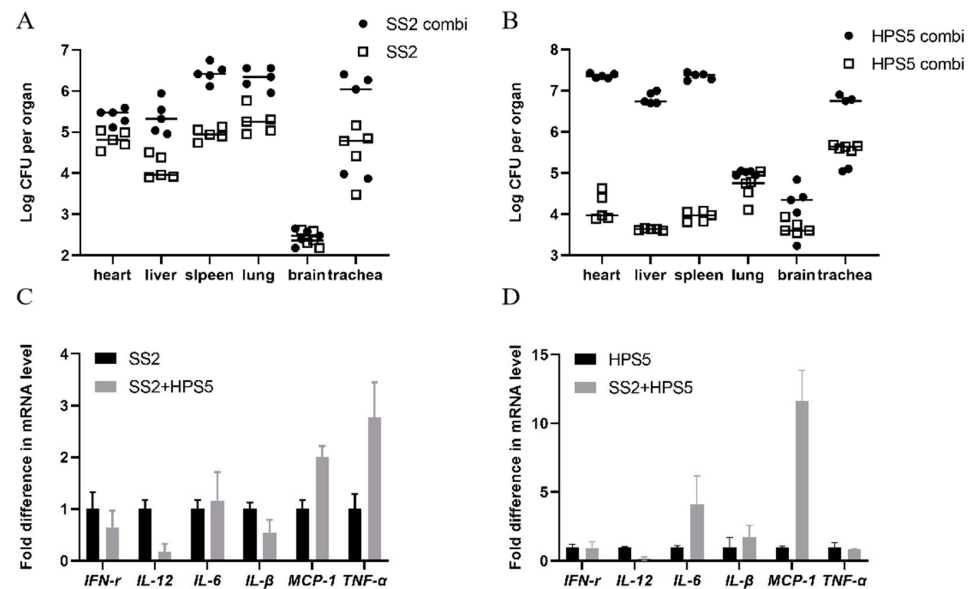 A
SS2 combi
SS2
Log CFU per organ
7
6
5
4
3
2
heart liver slpeen lung brain trachea
B
HPS5 combi
HPS5 combi
Log CFU per organ
8
7
6
5
4
3
heart liver spleen lung brain trachea
C
SS2
SS2+HPS5
Fold difference in mRNA level
4
3
2
1
0
IFN-r IL-12 IL-6 IL-β MCP-1 TNF-α
D
HPS5
SS2+HPS5
Fold difference in mRNA level
15
10
5
0
IFN-r IL-12 IL-6 IL-β MCP-1 TNF-α